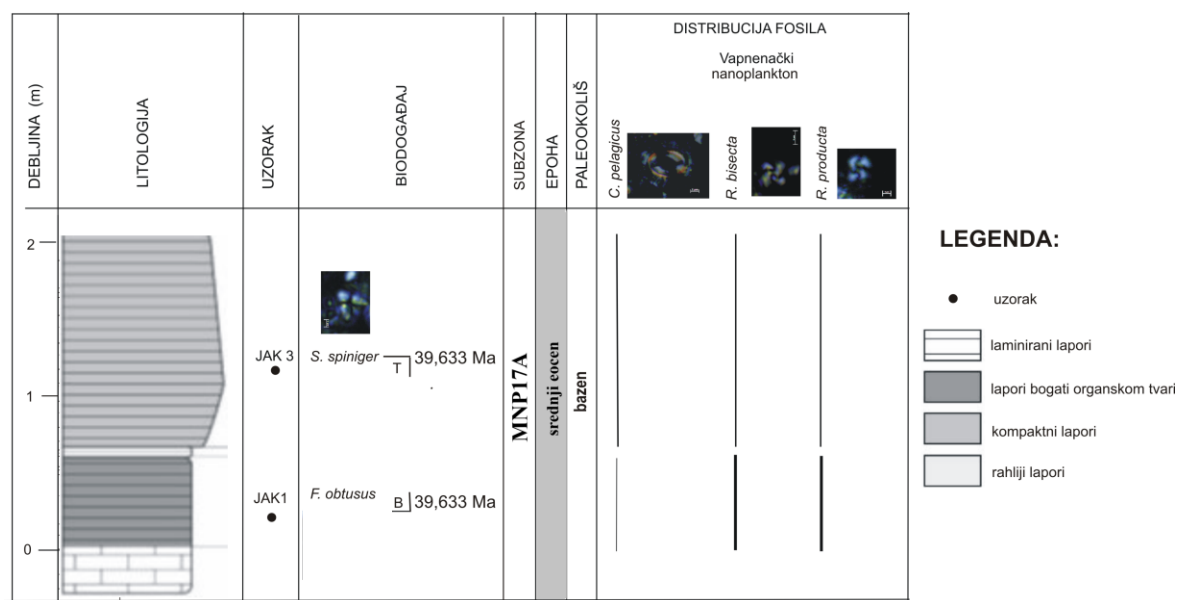 DEBLJINA (m)
LITOLOGIJA
UZORAK
BIODOGAĐAJ
SUBZONA
EPOHA
PALEOOKOLIŠ
DISTRIBUCIJA FOSILA
Vapnenački
nanoplankton
C. pelagicus
R. bisecta
R. producta
2
1
0
JAK 3
S. spiniger
T
39,633 Ma
JAK1
F. obtusus
B
39,633 Ma
MNP17A
srednji eocen
bazen
LEGENDA:
uzorak
laminirani lapori
lapori bogati organskom tvari
kompaktni lapori
rahliji lapori